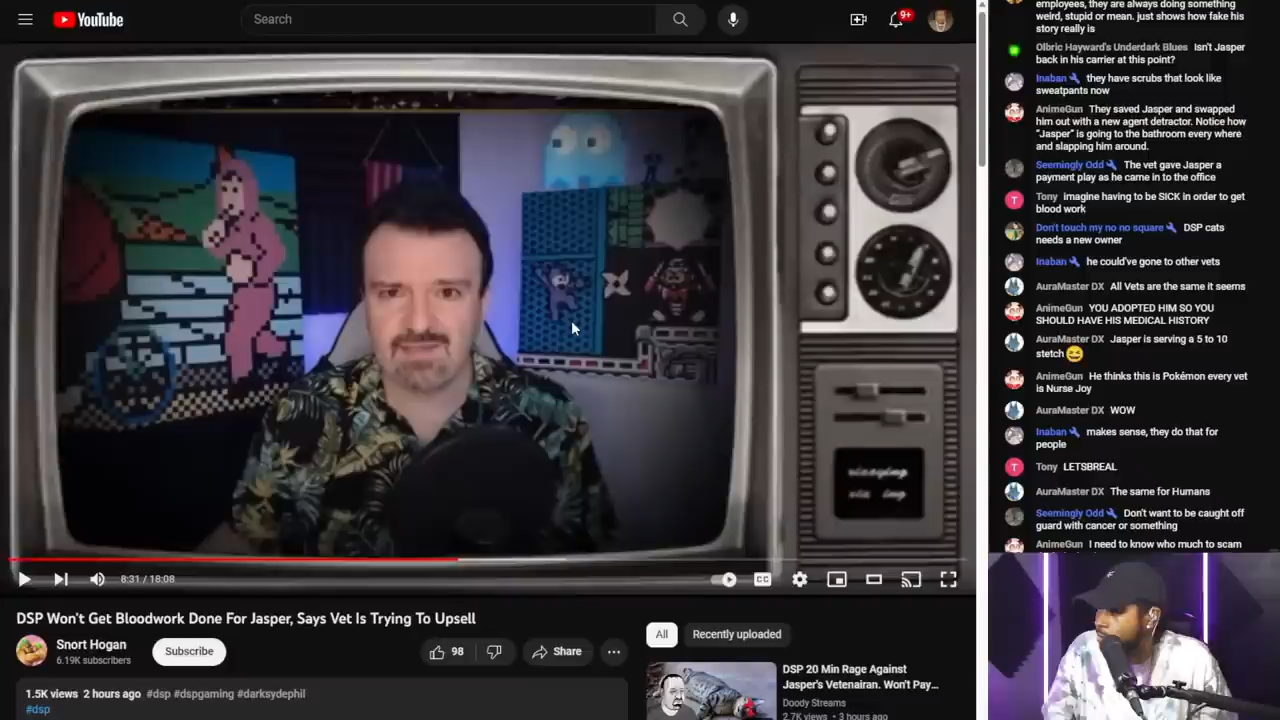 YouTube
Search
9+
employees, they are always doing something
weird, stupid or mean. just shows how fake his
story really is
Olbric Hayward's Underdark Blues Isn't Jasper
back in his carrier at this point?
Inaban they have scrubs that look like
sweatpants now
AnimeGun They saved Jasper and swapped
him out with a new agent detractor. Notice how
"Jasper" is going to the bathroom every where
and slapping him around.
Seemingly Odd The vet gave Jasper a
payment play as he came in to the office
T
Tony imagine having to be SICK in order to get
blood work
Don't touch my no no square DSP cats
needs a new owner
Inaban he could've gone to other vets
AuraMaster DX All Vets are the same it seems
AnimeGun YOU ADOPTED HIM SO YOU
SHOULD HAVE HIS MEDICAL HISTORY
AuraMaster DX Jasper is serving a 5 to 10
stetch 😆
AnimeGun He thinks this is Pokémon every vet
is Nurse Joy
AuraMaster DX WOW
Inaban makes sense, they do that for
people
T
Tony LETSBREAL
AuraMaster DX The same for Humans
Seemingly Odd Don't want to be caught off
guard with cancer or something
AnimeGun I need to know who much to scam
8:31 / 18:08
CC
DSP Won't Get Bloodwork Done For Jasper, Says Vet Is Trying To Upsell
Snort Hogan
6.19K subscribers
Subscribe
98
Share
All
Recently uploaded
1.5K views 2 hours ago #dsp #dspgaming #darksydephil
#dsp
DSP 20 Min Rage Against
Jasper's Vetenairan. Won't Pay...
Doody Streams
2.7K views • 3 hours ago